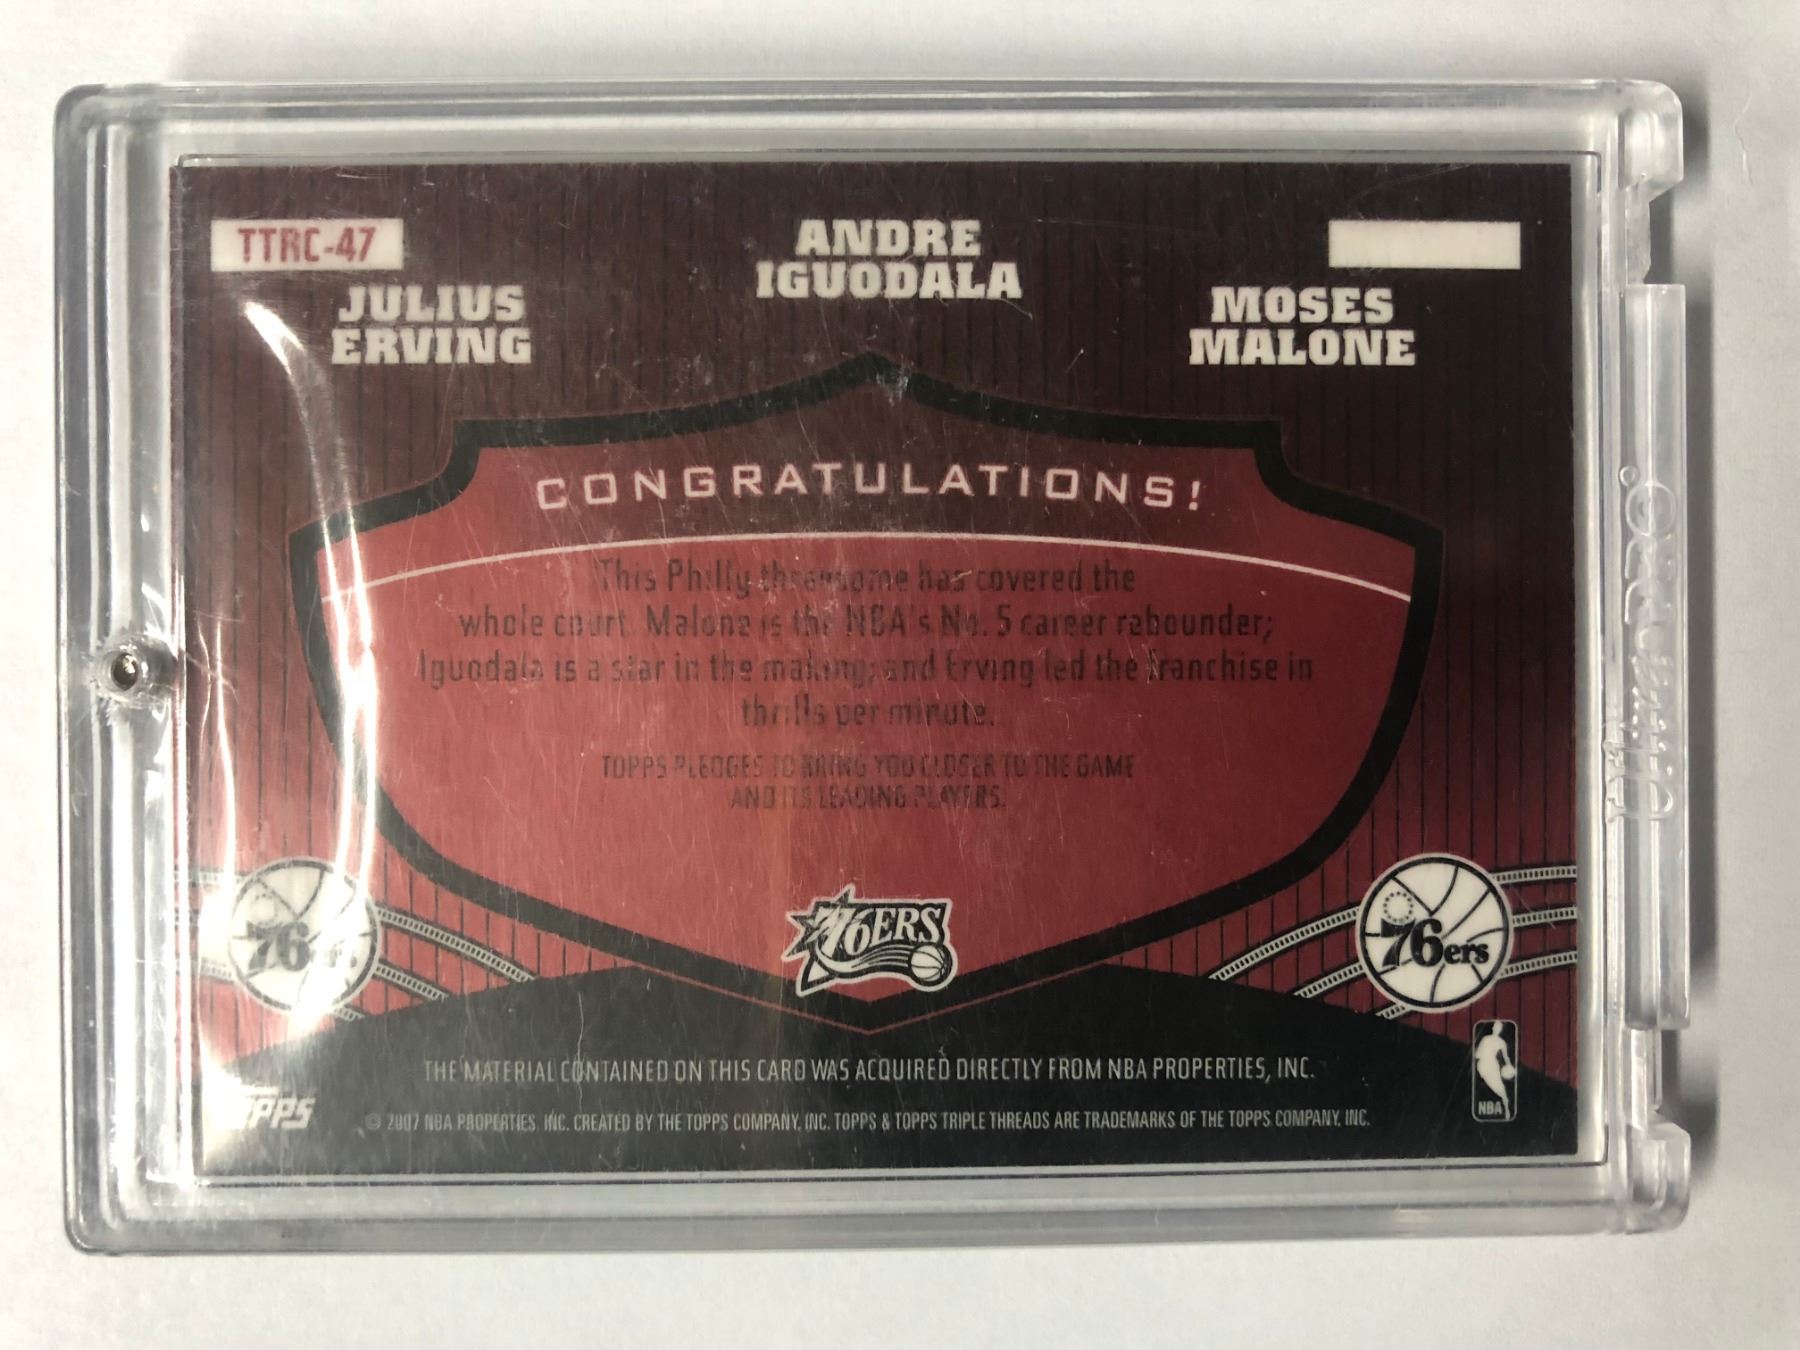 TTRC-47
ANDRE
IGUODALA
JULIUS
ERVING
MOSES
MALONE
CONGRATULATIONS!
This Philly threesome has covered the
whole court. Malone is the NBA's No. 5 career rebounder;
Iguodala is a star in the making; and Erving led the franchise in
thrills per minute.
TOPPS PLEDGES TO BRING YOU CLOSER TO THE GAME
AND ITS LEADING PLAYERS.
76ers
76ERS
76ers
THE MATERIAL CONTAINED ON THIS CARD WAS ACQUIRED DIRECTLY FROM NBA PROPERTIES, INC.
NBA
TOPPS
© 2007 NBA PROPERTIES, INC. CREATED BY THE TOPPS COMPANY, INC. TOPPS & TOPPS TRIPLE THREADS ARE TRADEMARKS OF THE TOPPS COMPANY, INC.